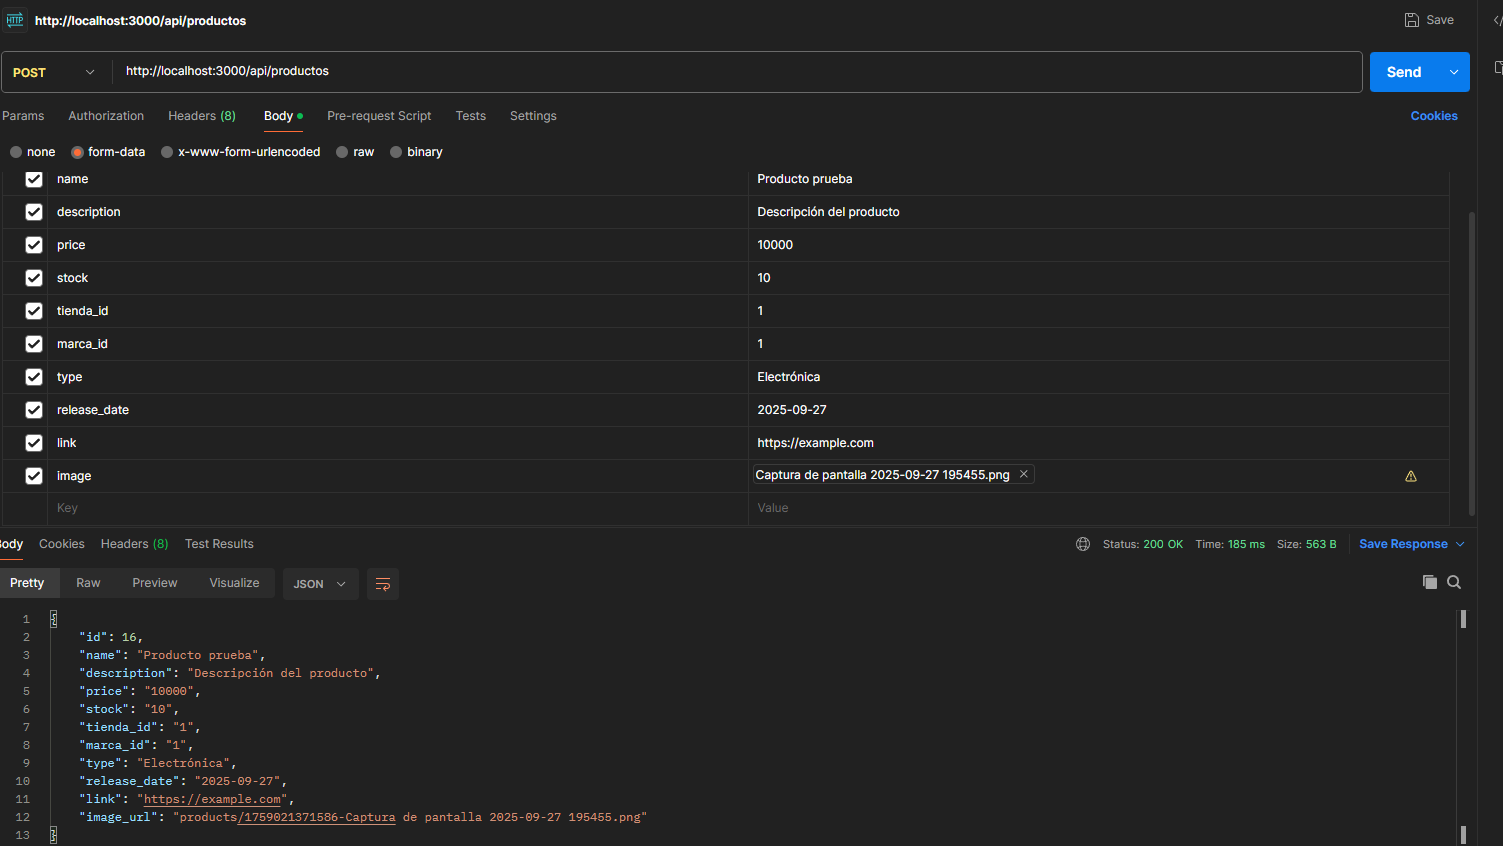 HTTP http://localhost:3000/api/productos Save
POST http://localhost:3000/api/productos Send
Params Authorization Headers (8) Body Pre-request Script Tests Settings Cookies
none form-data x-www-form-urlencoded raw binary
name Producto prueba
description Descripción del producto
price 10000
stock 10
tienda_id 1
marca_id 1
type Electrónica
release_date 2025-09-27
link https://example.com
image Captura de pantalla 2025-09-27 195455.png
Key Value
Body Cookies Headers (8) Test Results Status: 200 OK Time: 185 ms Size: 563 B Save Response
Pretty Raw Preview Visualize JSON
1 {
2 "id": 16,
3 "name": "Producto prueba",
4 "description": "Descripción del producto",
5 "price": "10000",
6 "stock": "10",
7 "tienda_id": "1",
8 "marca_id": "1",
9 "type": "Electrónica",
10 "release_date": "2025-09-27",
11 "link": "https://example.com",
12 "image_url": "products/1759021371586-Captura de pantalla 2025-09-27 195455.png"
13 }